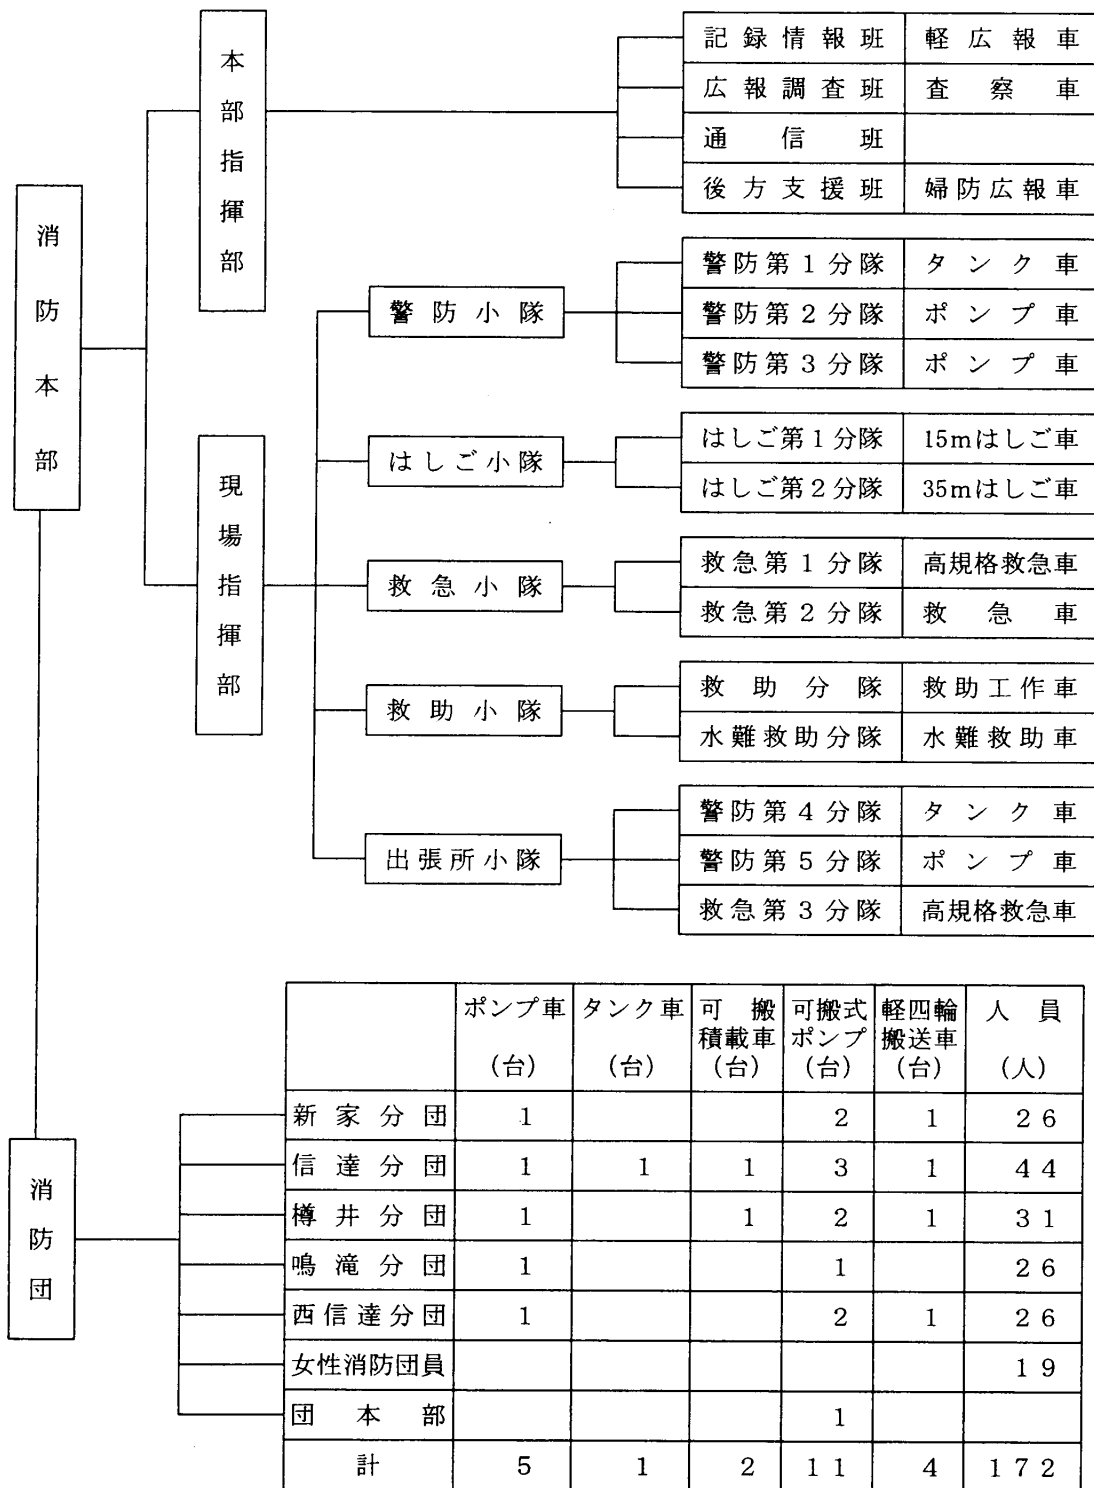 消防本部
本部指揮部
記録情報班 軽広報車
広報調査班 査察車
通信班
後方支援班 婦防広報車
現場指揮部
警防小隊
警防第1分隊 タンク車
警防第2分隊 ポンプ車
警防第3分隊 ポンプ車
はしご小隊
はしご第1分隊 15mはしご車
はしご第2分隊 35mはしご車
救急小隊
救急第1分隊 高規格救急車
救急第2分隊 救急車
救助小隊
救助分隊 救助工作車
水難救助分隊 水難救助車
出張所小隊
警防第4分隊 タンク車
警防第5分隊 ポンプ車
救急第3分隊 高規格救急車
消防団
ポンプ車(台) タンク車(台) 可搬積載車(台) 可搬式ポンプ(台) 軽四輪搬送車(台) 人員(人)
新家分団 1 2 1 26
信達分団 1 1 1 3 1 44
樽井分団 1 1 2 1 31
鳴滝分団 1 1 26
西信達分団 1 2 1 26
女性消防団員 19
団本部 1
計 5 1 2 11 4 172